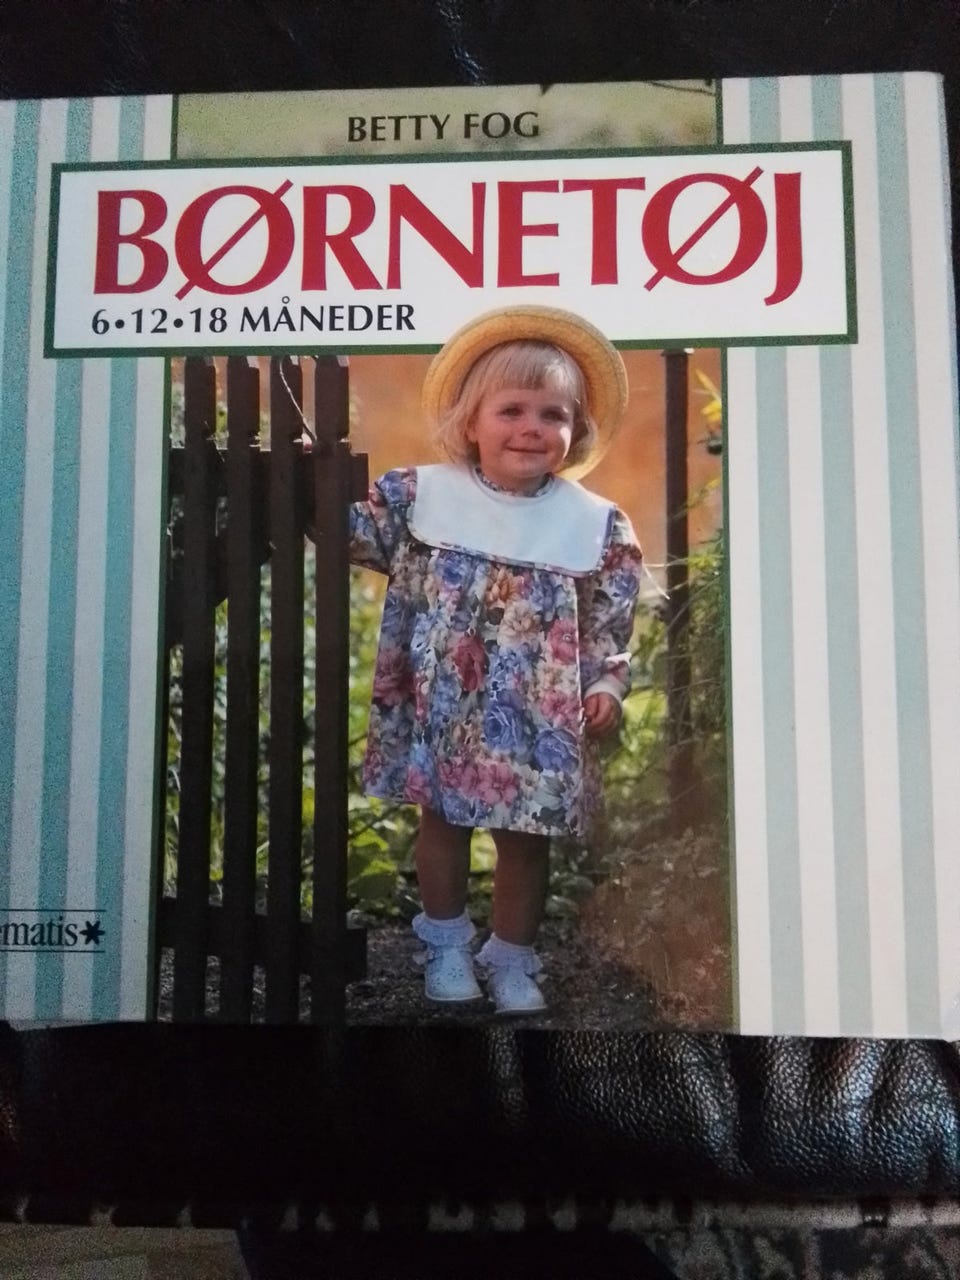 BETTY FOG
BØRNETØJ
6•12•18 MÅNEDER
matis*